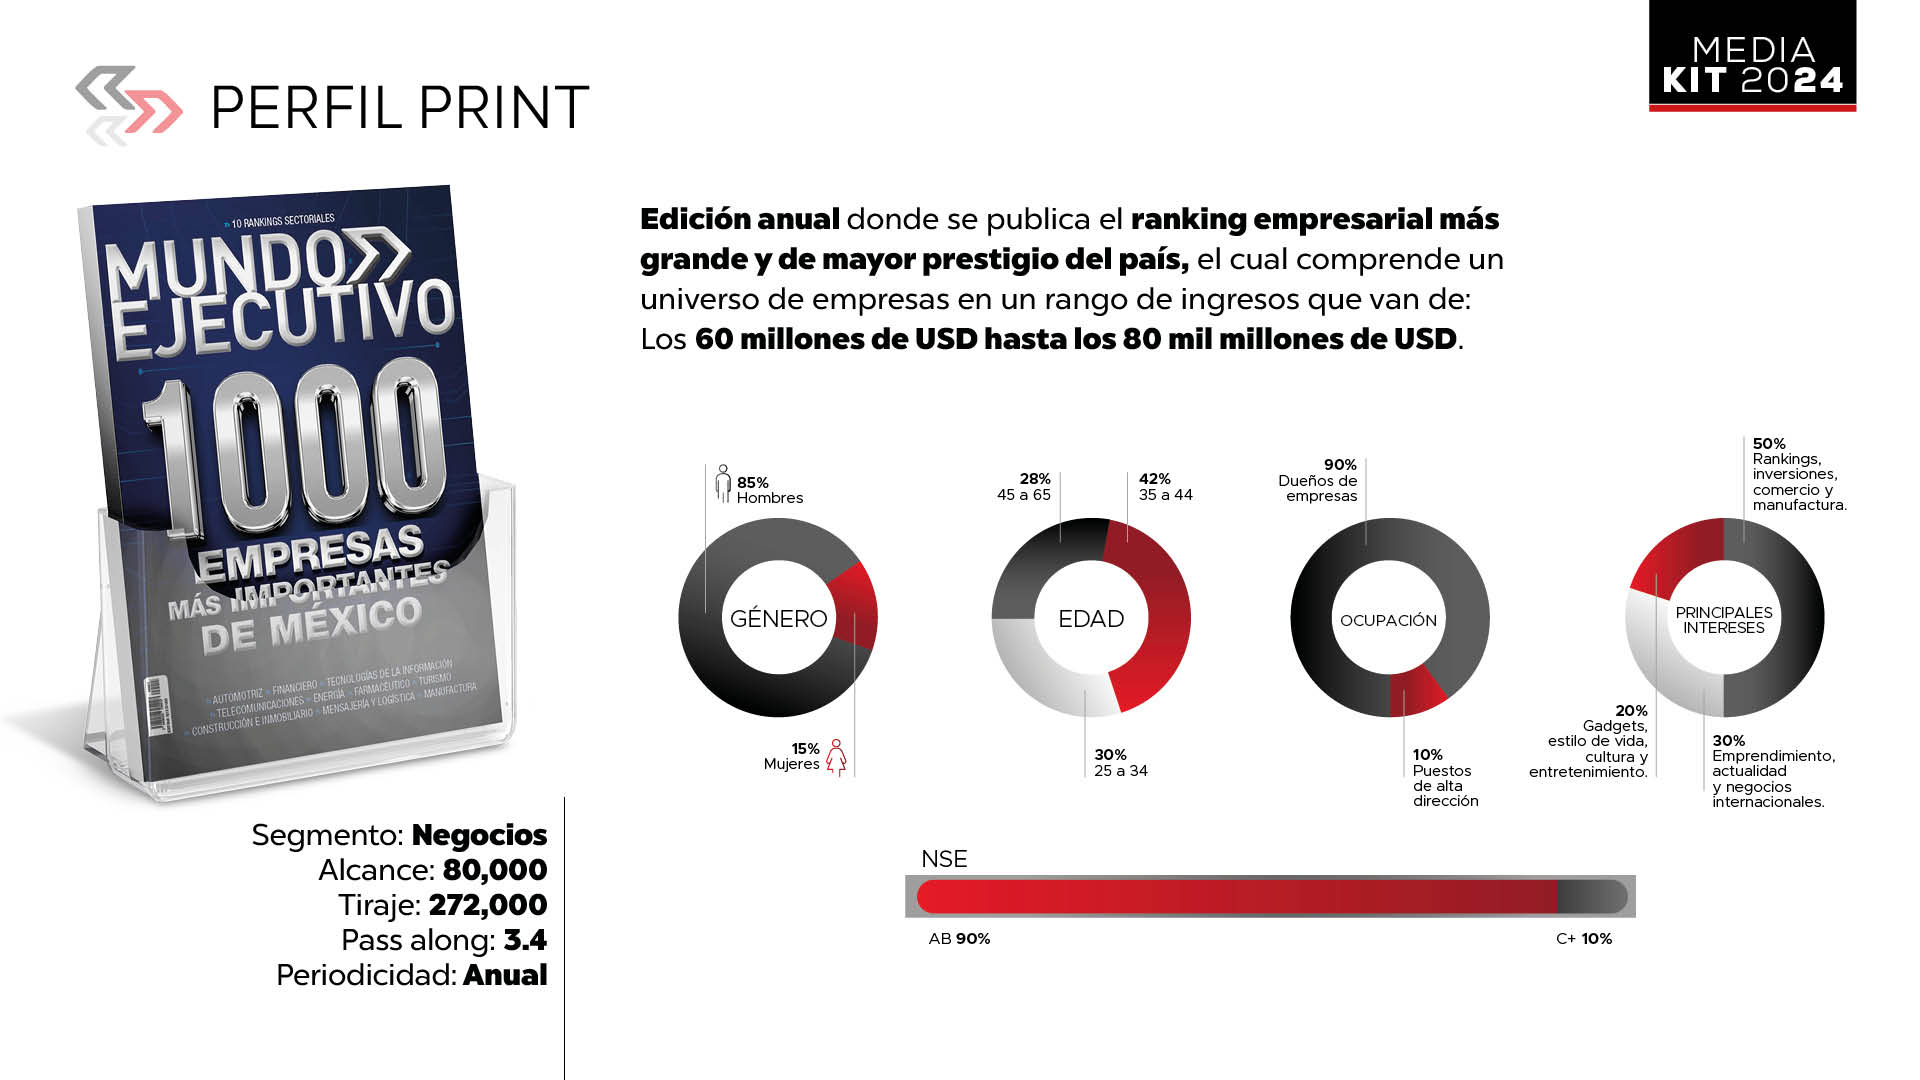 MEDIA
KIT 2024
PERFIL PRINT
» 10 RANKINGS SECTORIALES
MUNDO
EJECUTIVO
1000
EMPRESAS
MÁS IMPORTANTES
DE MÉXICO
» AUTOMOTRIZ » FINANCIERO » TECNOLOGÍAS DE LA INFORMACIÓN
» TELECOMUNICACIONES » ENERGÍA » FARMACÉUTICO » TURISMO
» CONSTRUCCIÓN E INMOBILIARIO » MENSAJERÍA Y LOGÍSTICA » MANUFACTURA
Segmento: Negocios
Alcance: 80,000
Tiraje: 272,000
Pass along: 3.4
Periodicidad: Anual
Edición anual donde se publica el ranking empresarial más
grande y de mayor prestigio del país, el cual comprende un
universo de empresas en un rango de ingresos que van de:
Los 60 millones de USD hasta los 80 mil millones de USD.
85%
Hombres
GÉNERO
15%
Mujeres
28%
45 a 65
42%
35 a 44
EDAD
30%
25 a 34
90%
Dueños de
empresas
OCUPACIÓN
10%
Puestos
de alta
dirección
50%
Rankings,
inversiones,
comercio y
manufactura.
PRINCIPALES
INTERESES
20%
Gadgets,
estilo de vida,
cultura y
entretenimiento.
30%
Emprendimiento,
actualidad
y negocios
internacionales.
NSE
AB 90%
C+ 10%